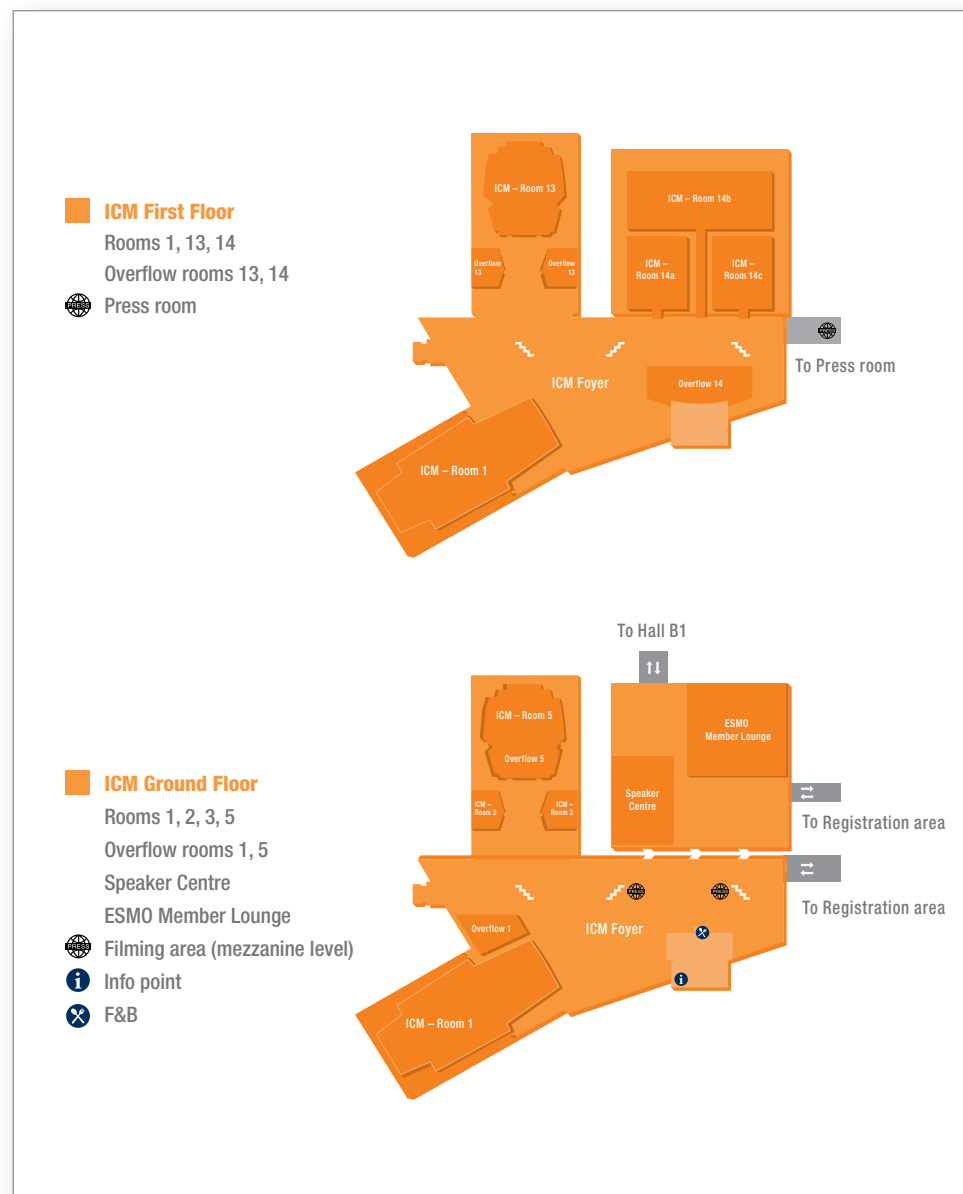 ICM First Floor
Rooms 1, 13, 14
Overflow rooms 13, 14
PRESS
Press room
ICM – Room 13
Overflow
13
Overflow
13
ICM – Room 14b
ICM –
Room 14a
ICM –
Room 14c
PRESS
To Press room
ICM Foyer
Overflow 14
ICM – Room 1
To Hall B1
ICM Ground Floor
Rooms 1, 2, 3, 5
Overflow rooms 1, 5
Speaker Centre
ESMO Member Lounge
PRESS
Filming area (mezzanine level)
i
Info point
F&B
ICM – Room 5
Overflow 5
ICM –
Room 2
ICM –
Room 3
ESMO
Member Lounge
Speaker
Centre
To Registration area
To Registration area
PRESS
PRESS
Overflow 1
ICM Foyer
i
ICM – Room 1